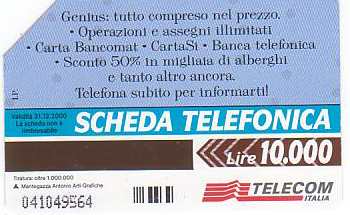 Genius: tutto compreso nel prezzo.
• Operazioni e assegni illimitati
• Carta Bancomat • CartaSì • Banca telefonica
• Sconto 50% in migliaia di alberghi
e tanto altro ancora.
Telefona subito per informarti!
LP
Validità 31.12.2000
La scheda non è
rimborsabile
SCHEDA TELEFONICA
Lire 10.000
Tiratura: oltre 1.000.000
Mantegazza Antonio Arti Grafiche
041049564
TELECOM
ITALIA